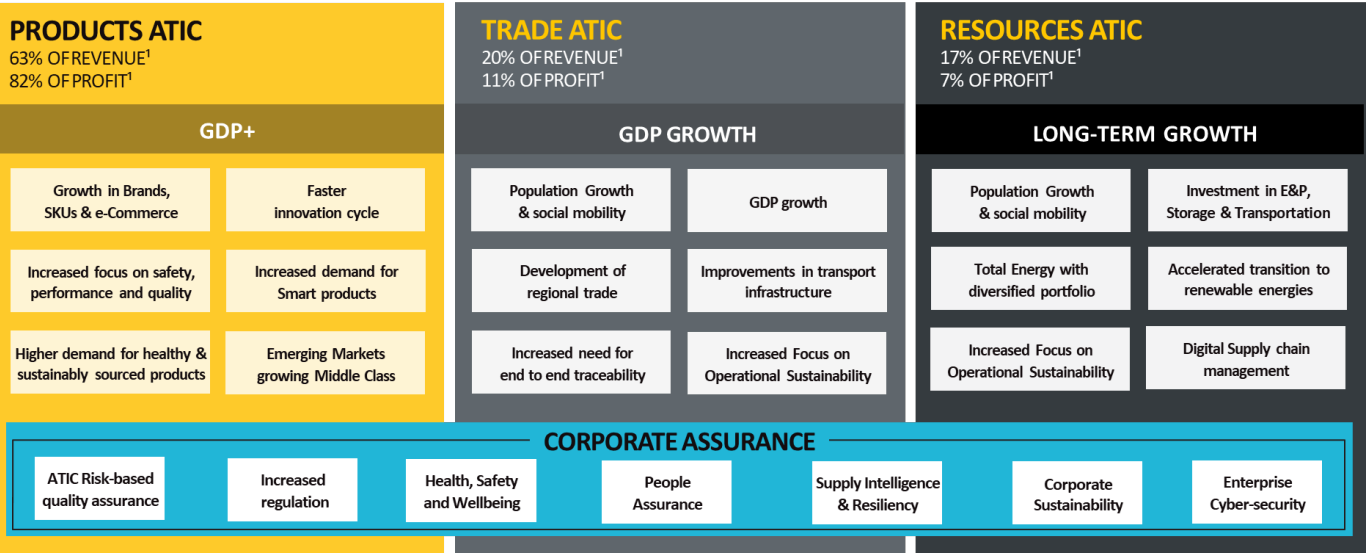 PRODUCTS ATIC
63% OF REVENUE¹
82% OF PROFIT¹
GDP+
Growth in Brands,
SKUs & e-Commerce
Faster
innovation cycle
Increased focus on safety,
performance and quality
Increased demand for
Smart products
Higher demand for healthy &
sustainably sourced products
Emerging Markets
growing Middle Class
TRADE ATIC
20% OF REVENUE¹
11% OF PROFIT¹
GDP GROWTH
Population Growth
& social mobility
GDP growth
Development of
regional trade
Improvements in transport
infrastructure
Increased need for
end to end traceability
Increased Focus on
Operational Sustainability
RESOURCES ATIC
17% OF REVENUE¹
7% OF PROFIT¹
LONG-TERM GROWTH
Population Growth
& social mobility
Investment in E&P,
Storage & Transportation
Total Energy with
diversified portfolio
Accelerated transition to
renewable energies
Increased Focus on
Operational Sustainability
Digital Supply chain
management
CORPORATE ASSURANCE
ATIC Risk-based
quality assurance
Increased
regulation
Health, Safety
and Wellbeing
People
Assurance
Supply Intelligence
& Resiliency
Corporate
Sustainability
Enterprise
Cyber-security